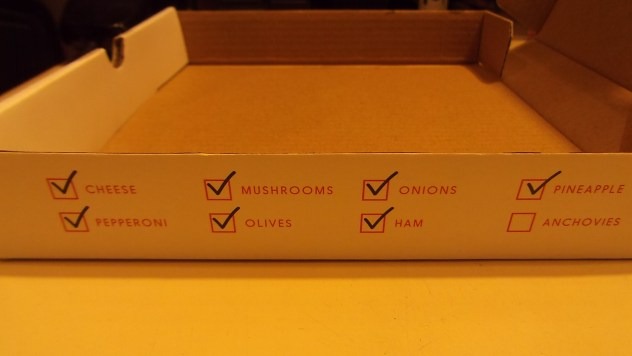 CHEESE MUSHROOMS ONIONS PINEAPPLE
PEPPERONI OLIVES HAM ANCHOVIES